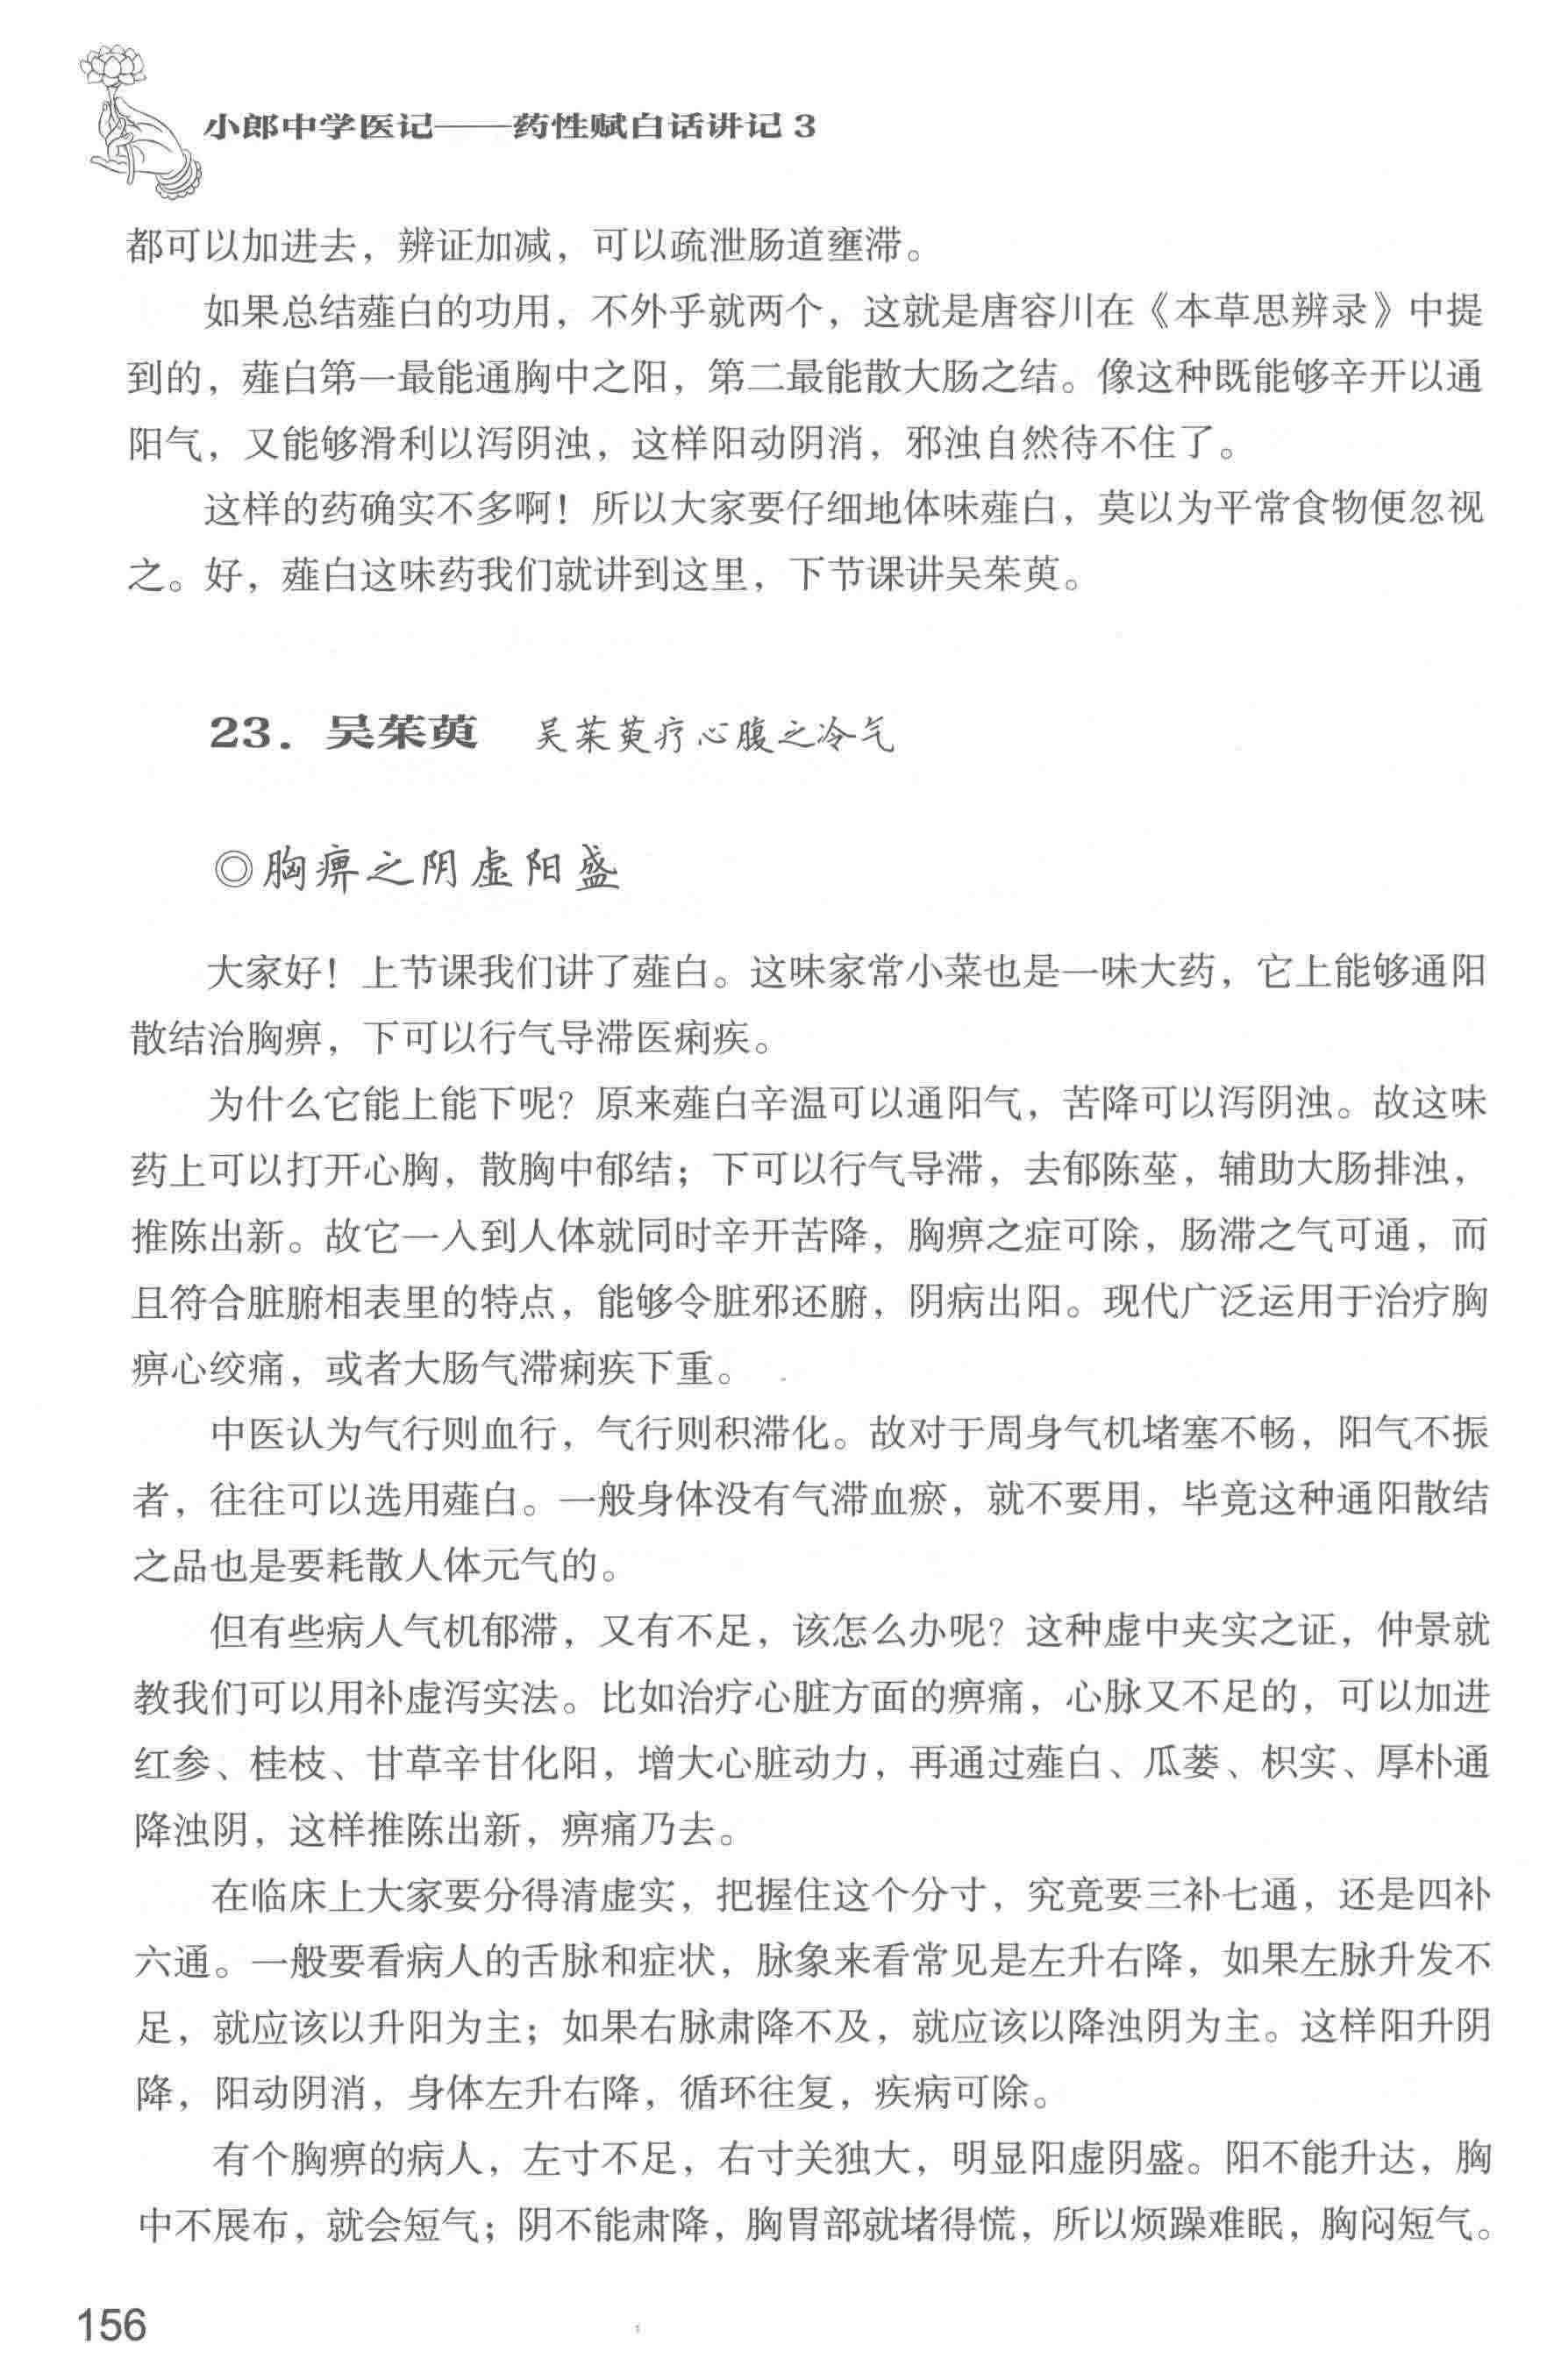 小郎中学医记——药性赋白话讲记3
都可以加进去，辨证加减，可以疏泄肠道壅滞。
如果总结薤白的功用，不外乎就两个，这就是唐容川在《本草思辨录》中提
到的，薤白第一最能通胸中之阳，第二最能散大肠之结。像这种既能够辛开以通
阳气，又能够滑利以泻阴浊，这样阳动阴消，邪浊自然待不住了。
这样的药确实不多啊！所以大家要仔细地体味薤白，莫以为平常食物便忽视
之。好，薤白这味药我们就讲到这里，下节课讲吴茱萸。
23．吴茱萸 吴茱萸疗心腹之冷气
◎胸痹之阴虚阳盛
大家好！上节课我们讲了薤白。这味家常小菜也是一味大药，它上能够通阳
散结治胸痹，下可以行气导滞医痢疾。
为什么它能上能下呢？原来薤白辛温可以通阳气，苦降可以泻阴浊。故这味
药上可以打开心胸，散胸中郁结；下可以行气导滞，去郁陈莝，辅助大肠排浊，
推陈出新。故它一入到人体就同时辛开苦降，胸痹之症可除，肠滞之气可通，而
且符合脏腑相表里的特点，能够令脏邪还腑，阴病出阳。现代广泛运用于治疗胸
痹心绞痛，或者大肠气滞痢疾下重。
中医认为气行则血行，气行则积滞化。故对于周身气机堵塞不畅，阳气不振
者，往往可以选用薤白。一般身体没有气滞血瘀，就不要用，毕竟这种通阳散结
之品也是要耗散人体元气的。
但有些病人气机郁滞，又有不足，该怎么办呢？这种虚中夹实之证，仲景就
教我们可以用补虚泻实法。比如治疗心脏方面的痹痛，心脉又不足的，可以加进
红参、桂枝、甘草辛甘化阳，增大心脏动力，再通过薤白、瓜蒌、枳实、厚朴通
降浊阴，这样推陈出新，痹痛乃去。
在临床上大家要分得清虚实，把握住这个分寸，究竟要三补七通，还是四补
六通。一般要看病人的舌脉和症状，脉象来看常见是左升右降，如果左脉升发不
足，就应该以升阳为主；如果右脉肃降不及，就应该以降浊阴为主。这样阳升阴
降，阳动阴消，身体左升右降，循环往复，疾病可除。
有个胸痹的病人，左寸不足，右寸关独大，明显阳虚阴盛。阳不能升达，胸
中不展布，就会短气；阴不能肃降，胸胃部就堵得慌，所以烦躁难眠，胸闷短气。
156